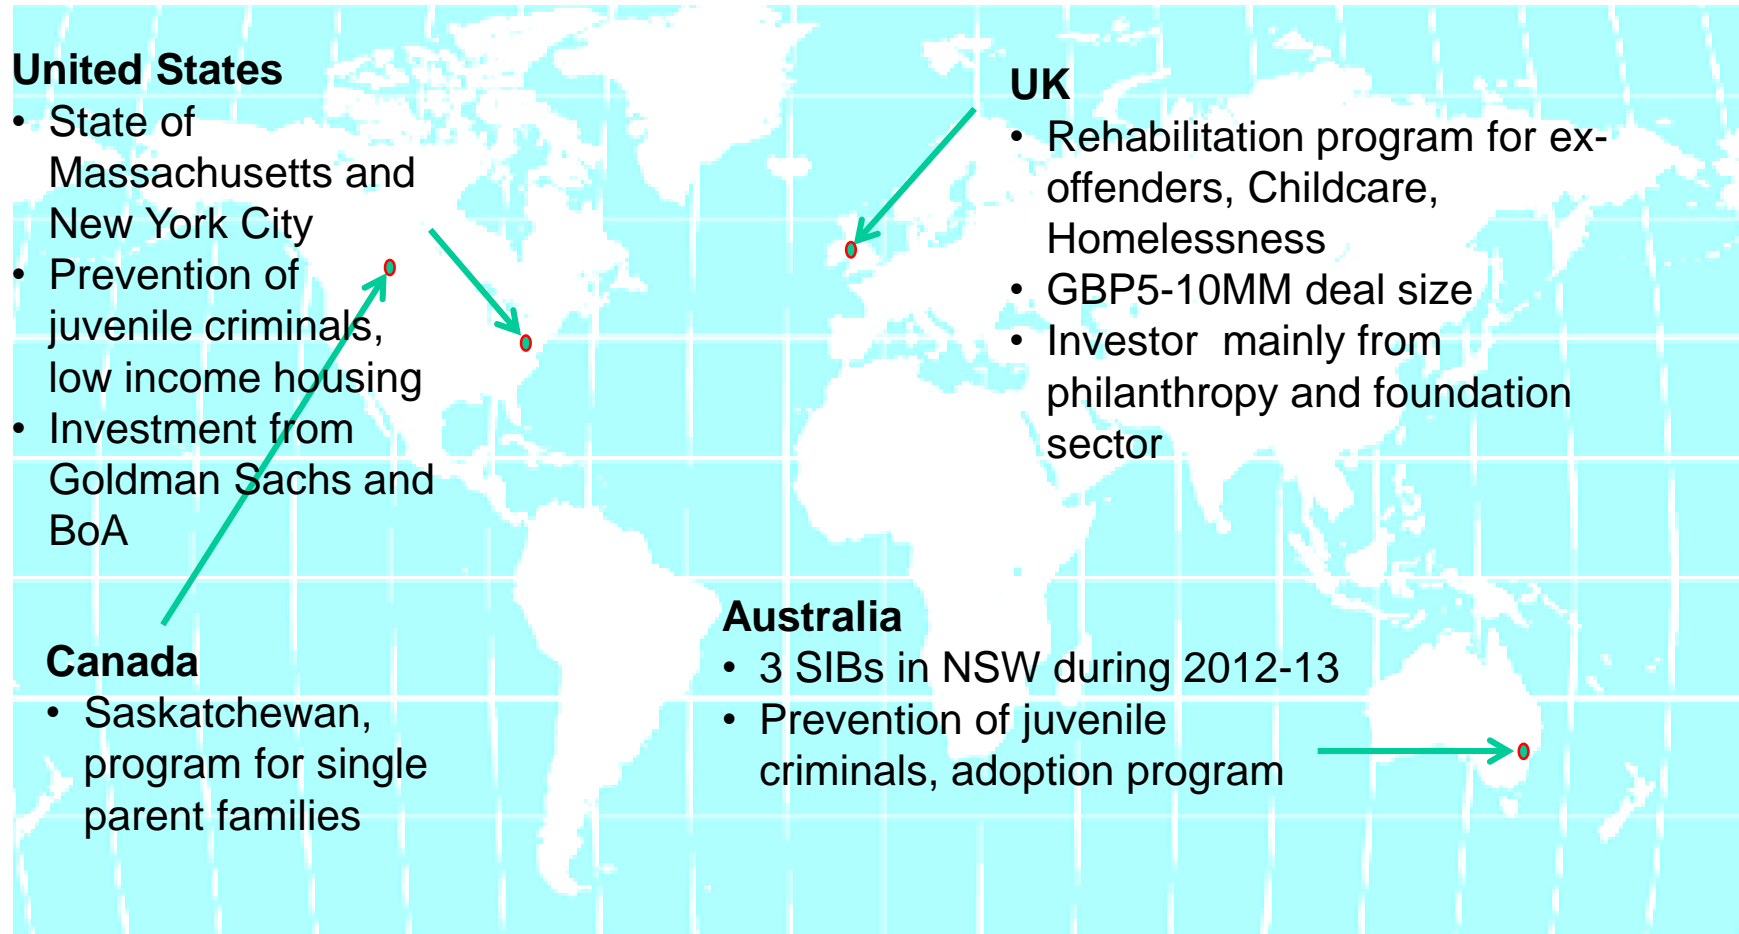 United States
• State of
Massachusetts and
New York City
• Prevention of
juvenile criminals,
low income housing
• Investment from
Goldman Sachs and
BoA
Canada
• Saskatchewan,
program for single
parent families
UK
• Rehabilitation program for ex-
offenders, Childcare,
Homelessness
• GBP5-10MM deal size
• Investor mainly from
philanthropy and foundation
sector
Australia
• 3 SIBs in NSW during 2012-13
• Prevention of juvenile
criminals, adoption program